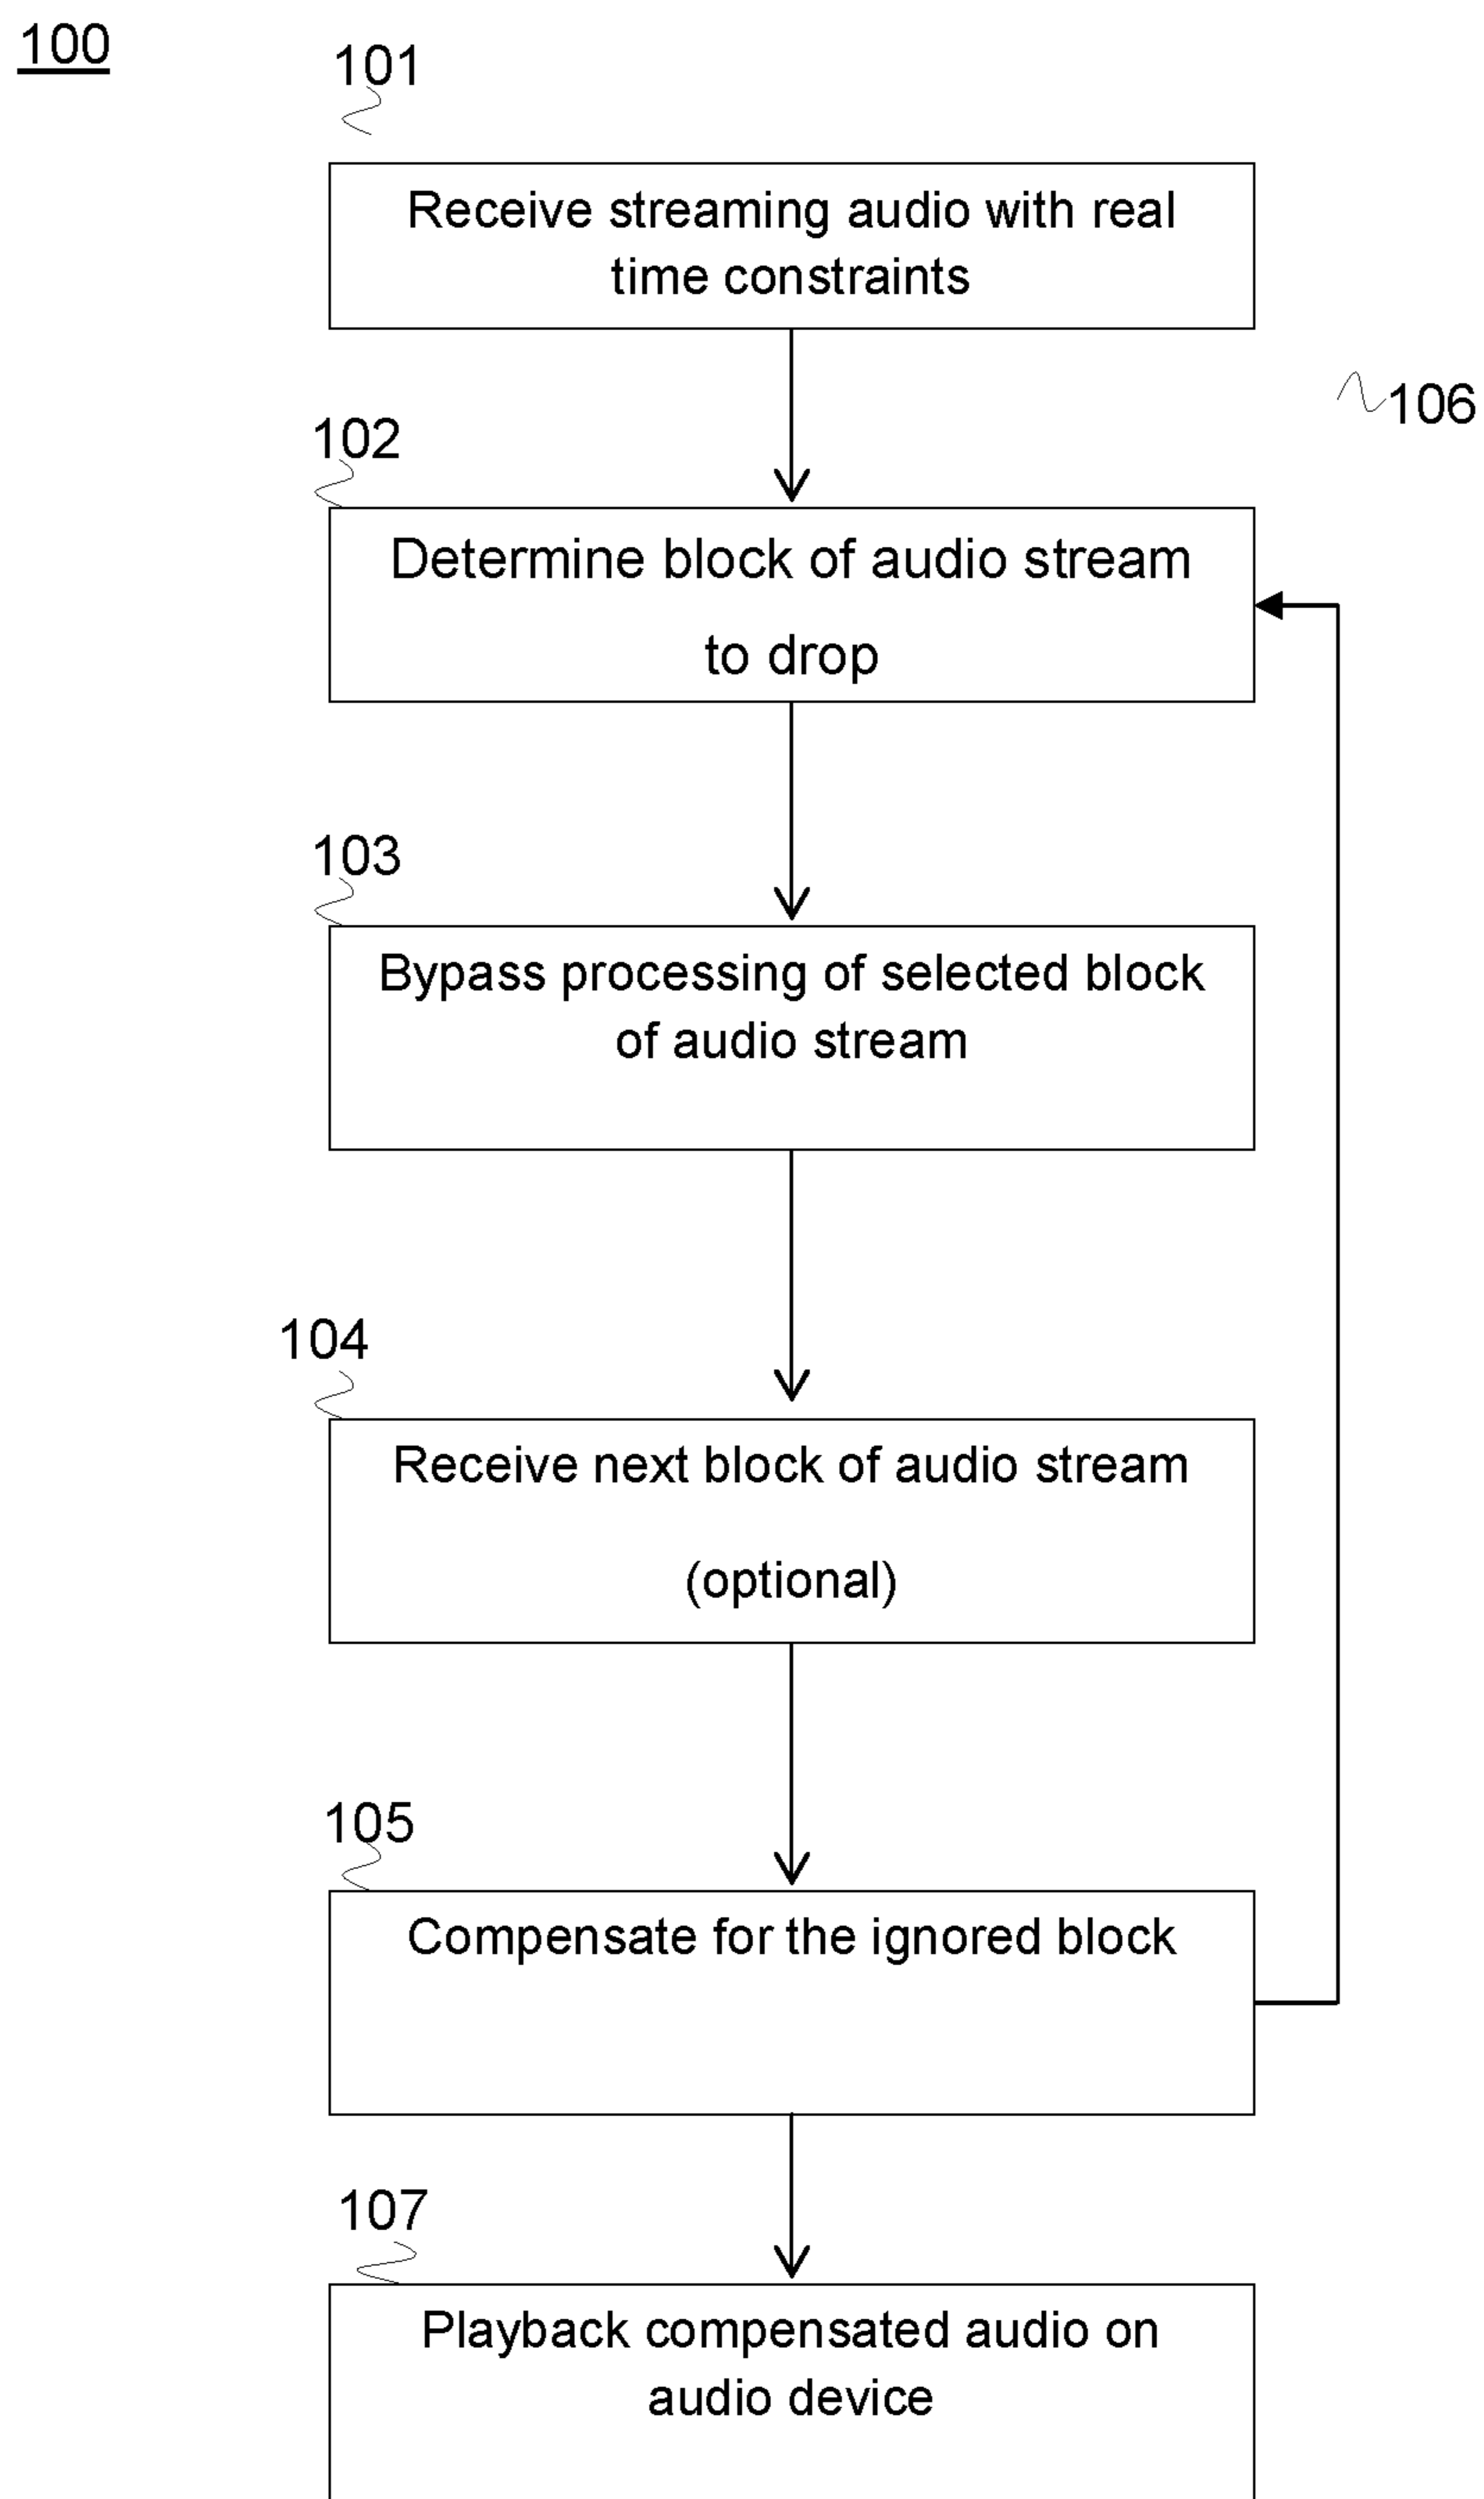 100
101
Receive streaming audio with real
time constraints
106
102
Determine block of audio stream
to drop
103
Bypass processing of selected block
of audio stream
104
Receive next block of audio stream
(optional)
105
Compensate for the ignored block
107
Playback compensated audio on
audio device